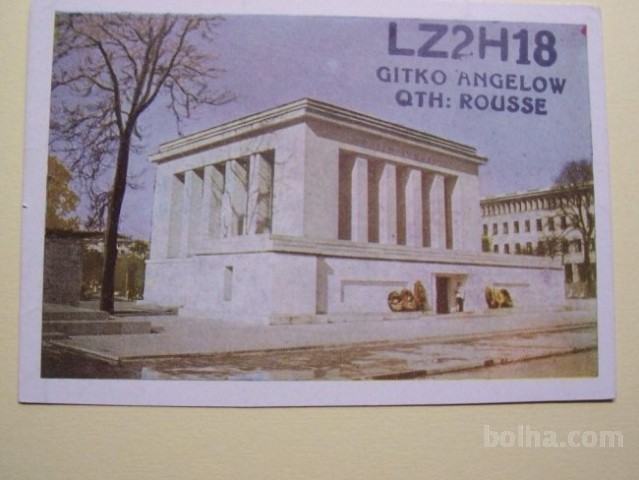 LZ2H18
GITKO ANGELOW
QTH: ROUSSE
bolha.com